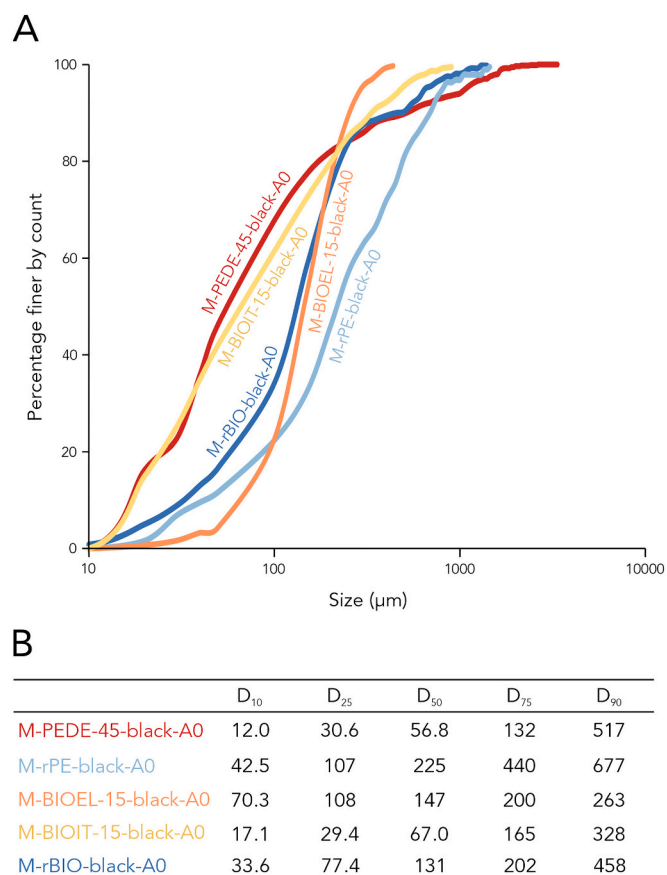 A
100
80
60
40
20
0
Percentage finer by count
M-PEDE-45-black-A0
M-BIOIT-15-black-A0
M-BIOEL-15-black-A0
M-rPE-black-A0
M-rBIO-black-A0
10 100 1000 10000
Size (µm)
B
D₁₀ D₂₅ D₅₀ D₇₅ D₉₀
M-PEDE-45-black-A0 12.0 30.6 56.8 132 517
M-rPE-black-A0 42.5 107 225 440 677
M-BIOEL-15-black-A0 70.3 108 147 200 263
M-BIOIT-15-black-A0 17.1 29.4 67.0 165 328
M-rBIO-black-A0 33.6 77.4 131 202 458